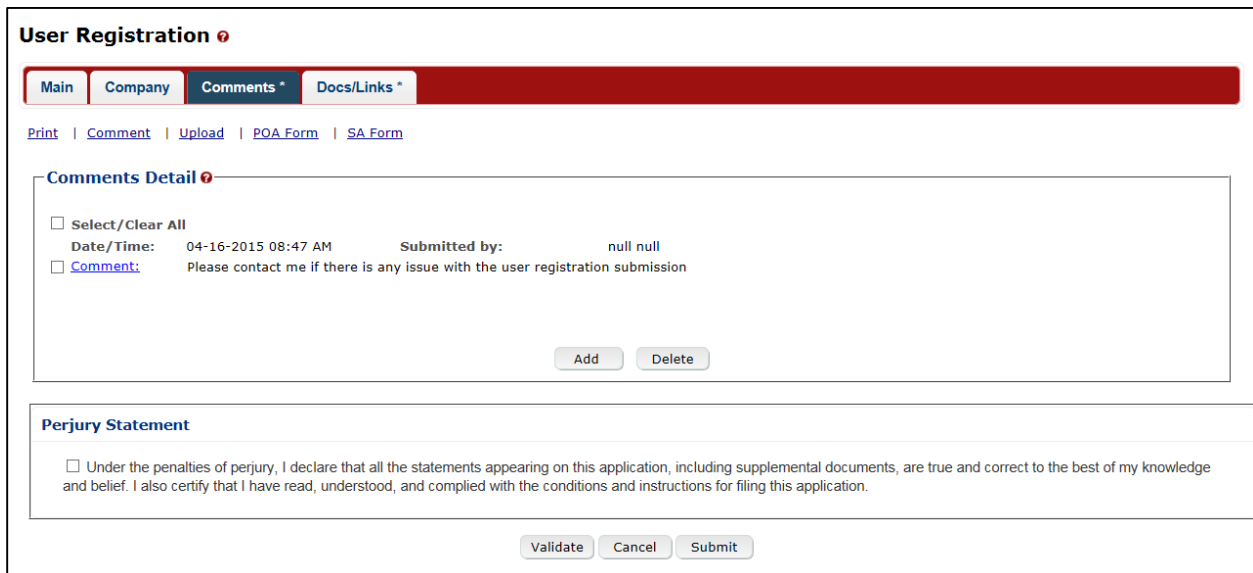 User Registration ?
Main Company Comments * Docs/Links *
Print | Comment | Upload | POA Form | SA Form
Comments Detail ?
Select/Clear All
Date/Time: 04-16-2015 08:47 AM Submitted by: null null
Comment: Please contact me if there is any issue with the user registration submission
Add Delete
Perjury Statement
Under the penalties of perjury, I declare that all the statements appearing on this application, including supplemental documents, are true and correct to the best of my knowledge
and belief. I also certify that I have read, understood, and complied with the conditions and instructions for filing this application.
Validate Cancel Submit